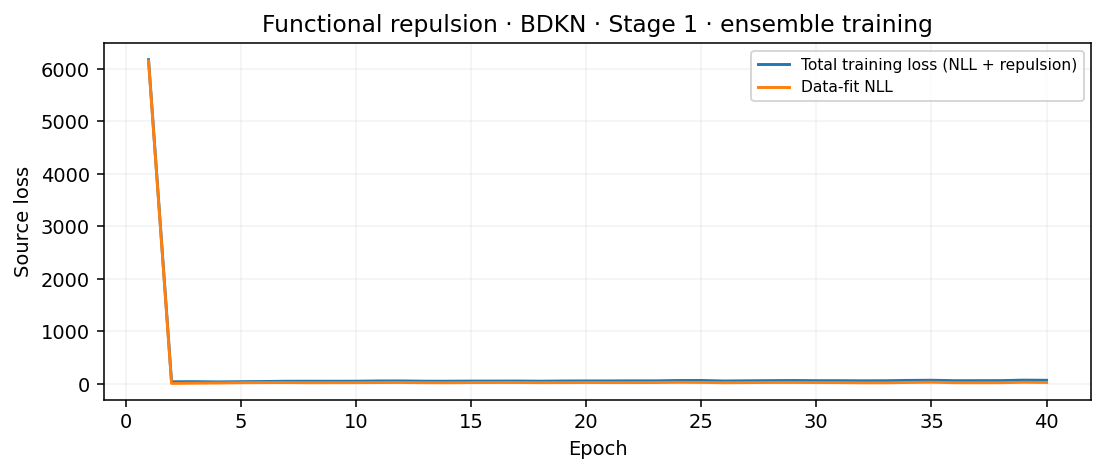 Functional repulsion · BDKN · Stage 1 · ensemble training
Total training loss (NLL + repulsion)
Data-fit NLL
Source loss
6000
5000
4000
3000
2000
1000
0
0 5 10 15 20 25 30 35 40
Epoch